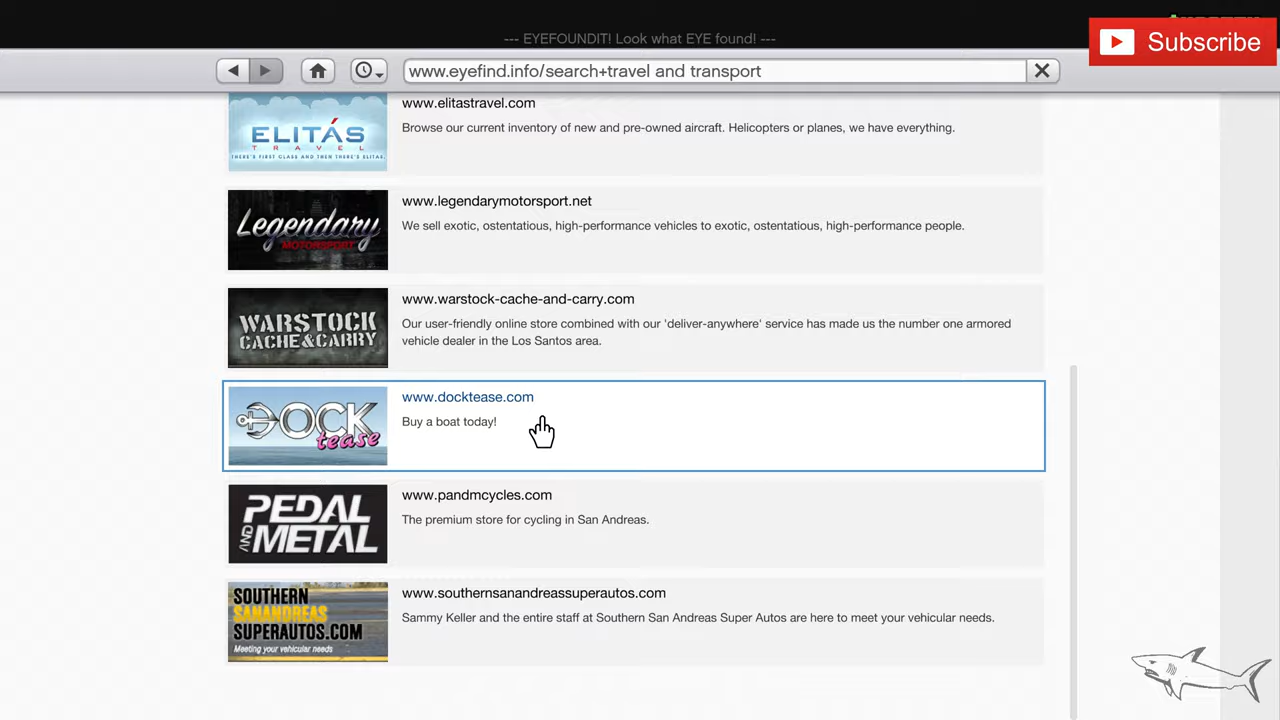 --- EYEFOUNDIT! Look what EYE found! ---
Subscribe
www.eyefind.info/search+travel and transport
ELITÁS
TRAVEL
THERE'S FIRST CLASS AND THEN THERE'S ELITAS.
www.elitastravel.com
Browse our current inventory of new and pre-owned aircraft. Helicopters or planes, we have everything.
Legendary
MOTORSPORT
www.legendarymotorsport.net
We sell exotic, ostentatious, high-performance vehicles to exotic, ostentatious, high-performance people.
WARSTOCK
CACHE&CARRY
www.warstock-cache-and-carry.com
Our user-friendly online store combined with our 'deliver-anywhere' service has made us the number one armored
vehicle dealer in the Los Santos area.
DOCK
tease
www.docktease.com
Buy a boat today!
PEDAL
AND METAL
www.pandmcycles.com
The premium store for cycling in San Andreas.
SOUTHERN
SANANDREAS
SUPERAUTOS.COM
Meeting your vehicular needs
www.southernsanandreassuperautos.com
Sammy Keller and the entire staff at Southern San Andreas Super Autos are here to meet your vehicular needs.